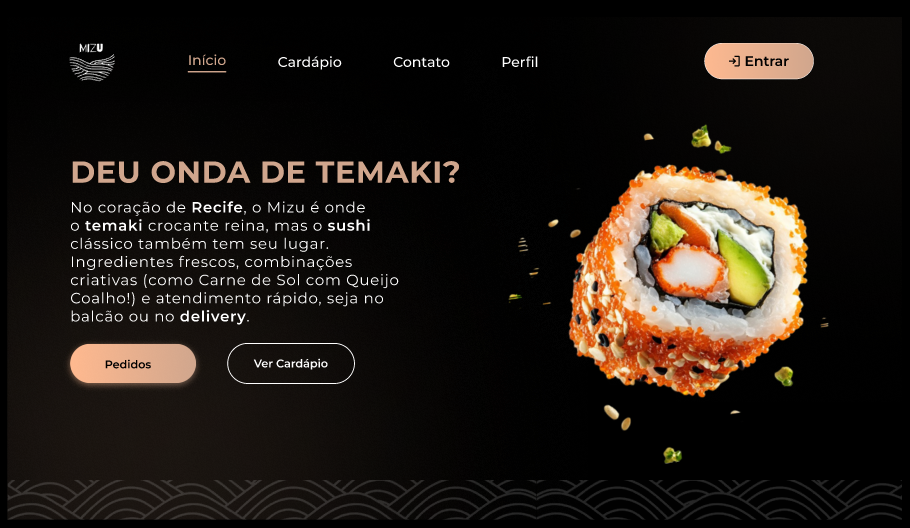 MIZU
Início
Cardápio
Contato
Perfil
Entrar
DEU ONDA DE TEMAKI?
No coração de Recife, o Mizu é onde
o temaki crocante reina, mas o sushi
clássico também tem seu lugar.
Ingredientes frescos, combinações
criativas (como Carne de Sol com Queijo
Coalho!) e atendimento rápido, seja no
balcão ou no delivery.
Pedidos
Ver Cardápio